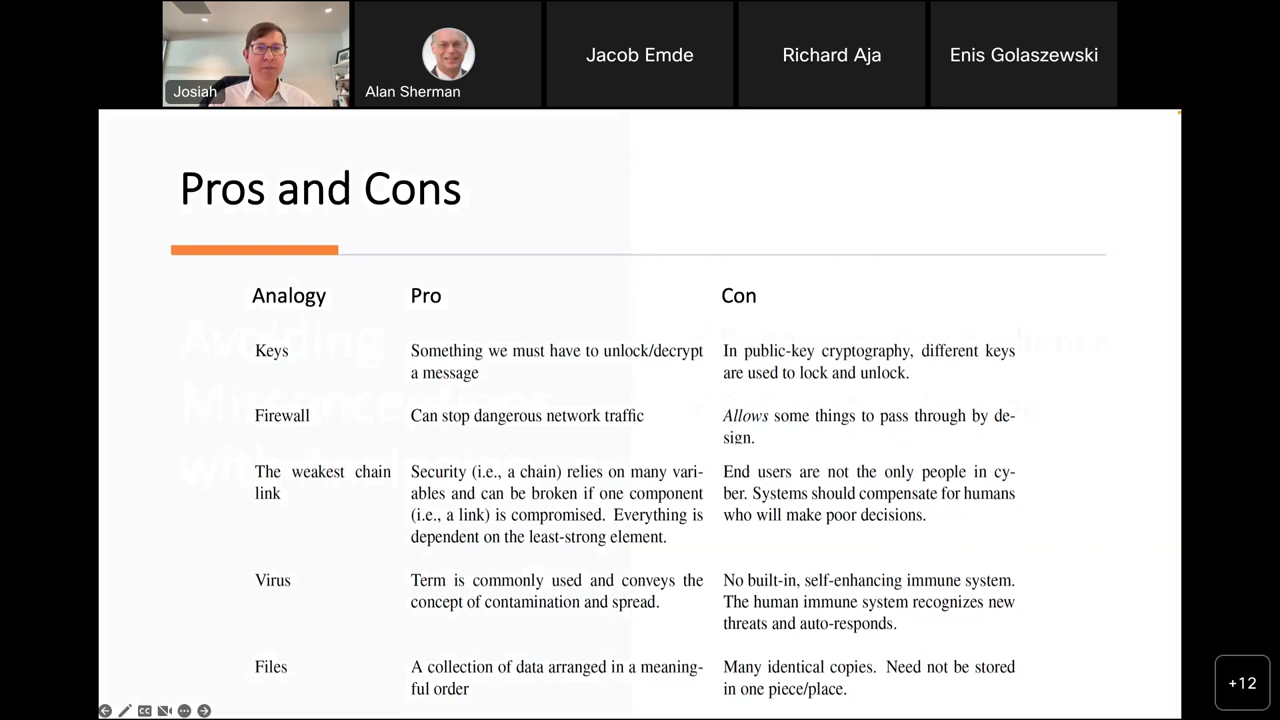 Josiah
Alan Sherman
Jacob Emde
Richard Aja
Enis Golaszewski
Pros and Cons
Analogy Pro Con
Keys
Something we must have to unlock/decrypt
a message
In public-key cryptography, different keys
are used to lock and unlock.
Firewall
Can stop dangerous network traffic
Allows some things to pass through by de-
sign.
The weakest chain
link
Security (i.e., a chain) relies on many vari-
ables and can be broken if one component
(i.e., a link) is compromised. Everything is
dependent on the least-strong element.
End users are not the only people in cy-
ber. Systems should compensate for humans
who will make poor decisions.
Virus
Term is commonly used and conveys the
concept of contamination and spread.
No built-in, self-enhancing immune system.
The human immune system recognizes new
threats and auto-responds.
Files
A collection of data arranged in a meaning-
ful order
Many identical copies. Need not be stored
in one piece/place.
CC
+12